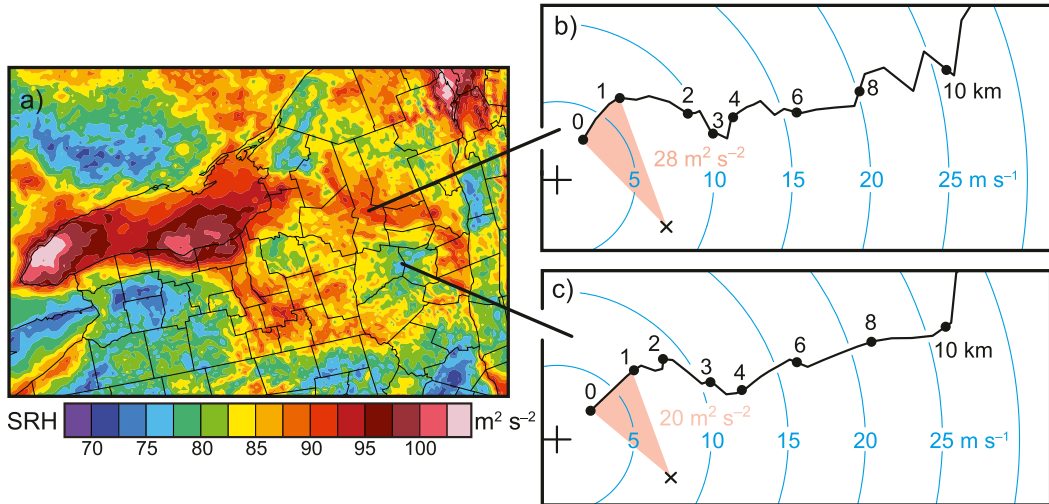 a)
SRH
70 75 80 85 90 95 100
m² s⁻²
b)
0 1 2 3 4 6 8 10 km
28 m² s⁻²
5 10 15 20 25 m s⁻¹
c)
0 1 2 3 4 6 8 10 km
20 m² s⁻²
5 10 15 20 25 m s⁻¹